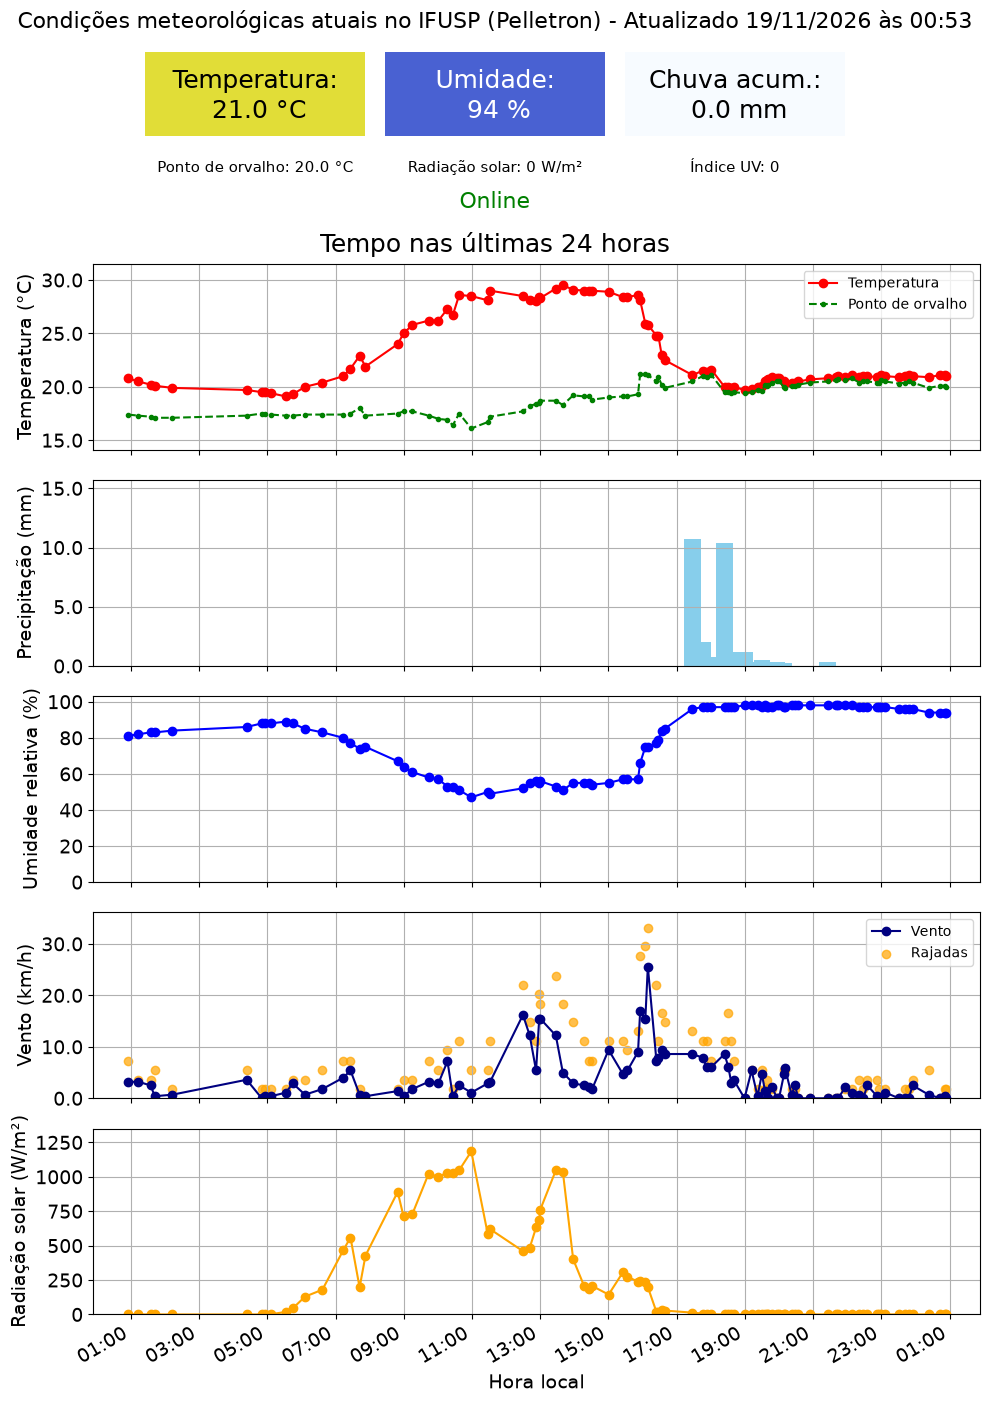 Condições meteorológicas atuais no IFUSP (Pelletron) - Atualizado 19/11/2026 às 00:53
Temperatura:
21.0 °C
Umidade:
94 %
Chuva acum.:
0.0 mm
Ponto de orvalho: 20.0 °C
Radiação solar: 0 W/m²
Índice UV: 0
Online
Tempo nas últimas 24 horas
Temperatura (°C)
30.0
25.0
20.0
15.0
Temperatura
Ponto de orvalho
Precipitação (mm)
15.0
10.0
5.0
0.0
Umidade relativa (%)
100
80
60
40
20
0
Vento (km/h)
30.0
20.0
10.0
0.0
Vento
Rajadas
Radiação solar (W/m²)
1250
1000
750
500
250
0
01:00
03:00
05:00
07:00
09:00
11:00
13:00
15:00
17:00
19:00
21:00
23:00
01:00
Hora local